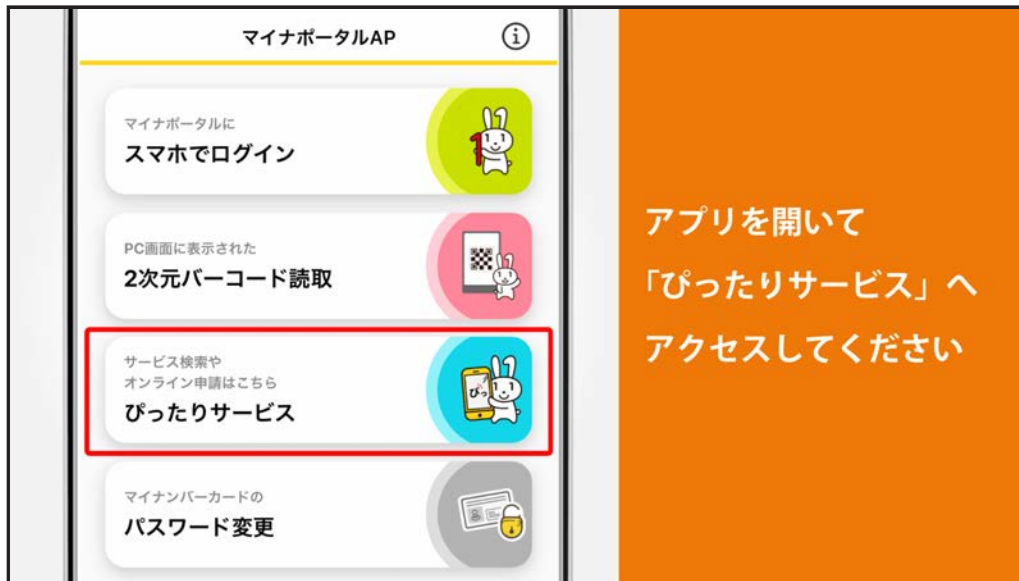 マイナポータルAP
マイナポータルに
スマホでログイン
PC画面に表示された
2次元バーコード読取
サービス検索や
オンライン申請はこちら
ぴったりサービス
ぴっ
マイナンバーカードの
パスワード変更
アプリを開いて
「ぴったりサービス」へ
アクセスしてください